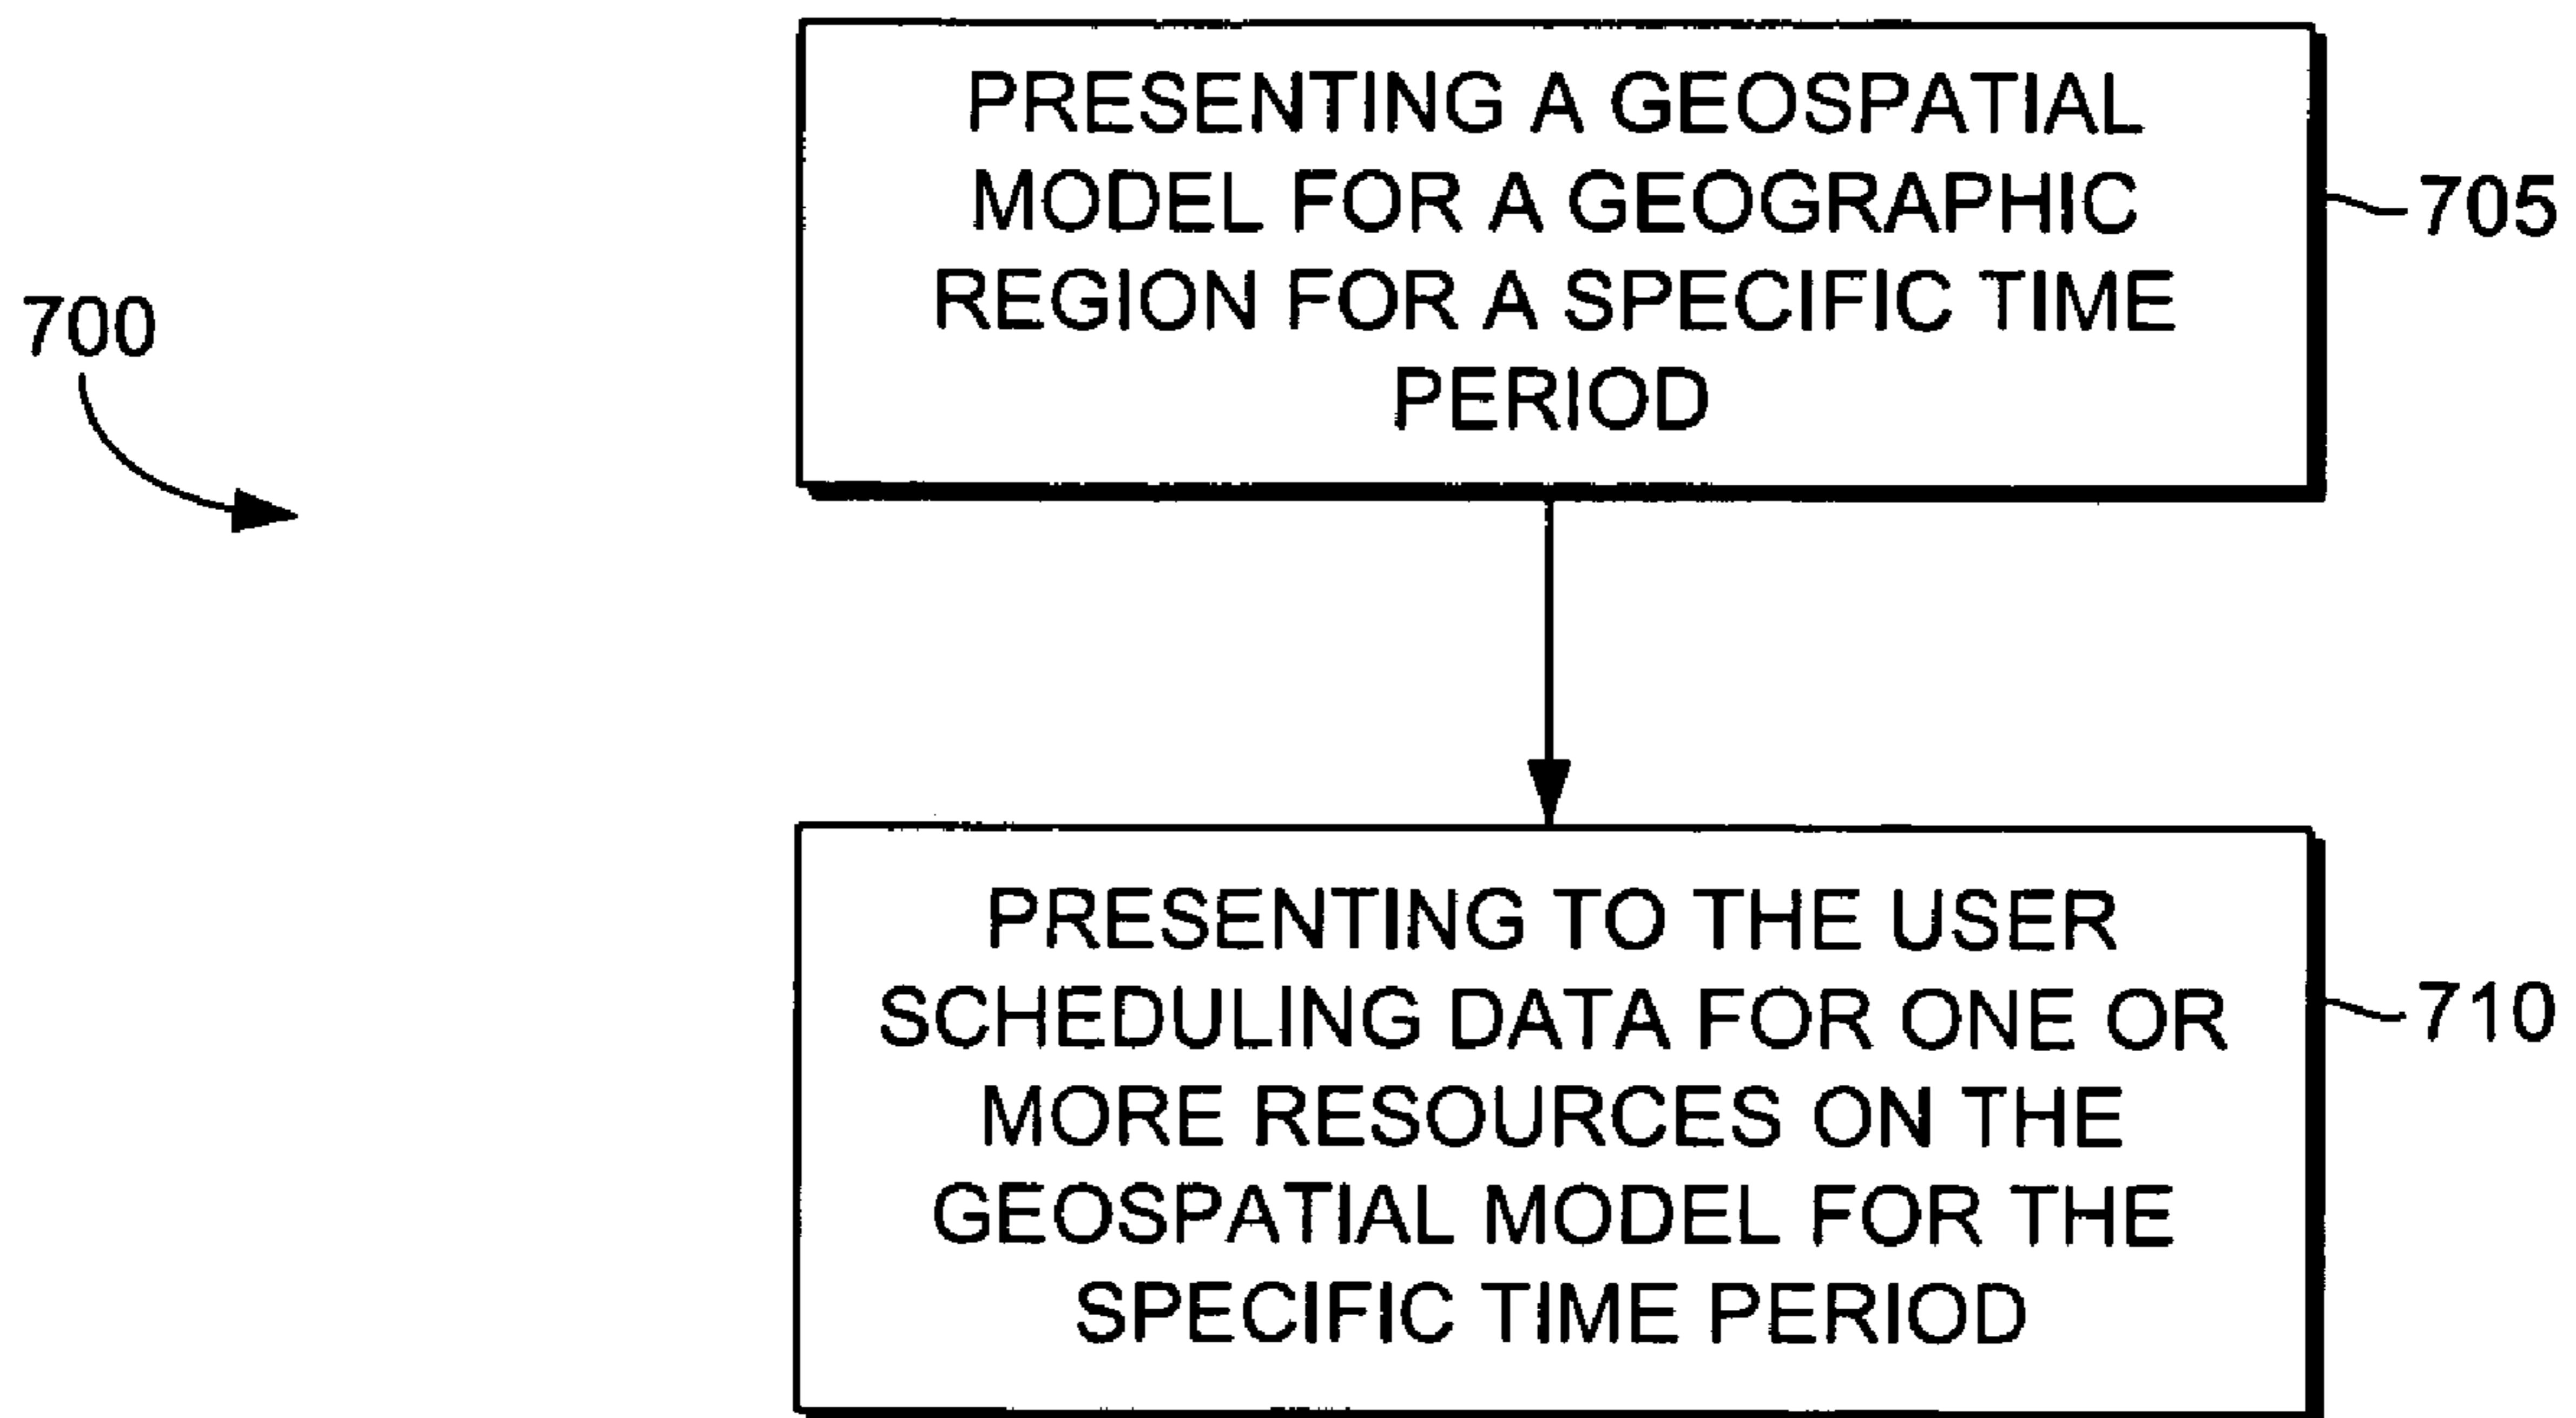 PRESENTING A GEOSPATIAL
MODEL FOR A GEOGRAPHIC
REGION FOR A SPECIFIC TIME
PERIOD
705
700
PRESENTING TO THE USER
SCHEDULING DATA FOR ONE OR
MORE RESOURCES ON THE
GEOSPATIAL MODEL FOR THE
SPECIFIC TIME PERIOD
710